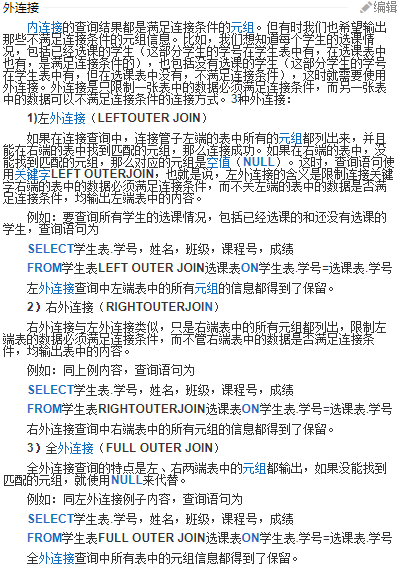 外连接
编辑
内连接的查询结果都是满足连接条件的元组。但有时我们也希望输出
那些不满足连接条件的元组信息。比如，我们想知道每个学生的选课情
况，包括已经选课的学生（这部分学生的学号在学生表中有，在选课表中
也有，是满足连接条件的），也包括没有选课的学生（这部分学生的学号
在学生表中有，但在选课表中没有，不满足连接条件），这时就需要使用
外连接。外连接是只限制一张表中的数据必须满足连接条件，而另一张表
中的数据可以不满足连接条件的连接方式。3种外连接：
1)左外连接（LEFTOUTER JOIN）
如果在连接查询中，连接管子左端的表中所有的元组都列出来，并且
能在右端的表中找到匹配的元组，那么连接成功。如果在右端的表中，没
能找到匹配的元组，那么对应的元组是空值（NULL）。这时，查询语句使
用关键字LEFT OUTERJOIN，也就是说，左外连接的含义是限制连接关键
字右端的表中的数据必须满足连接条件，而不关左端的表中的数据是否满
足连接条件，均输出左端表中的内容。
例如：要查询所有学生的选课情况，包括已经选课的和还没有选课的
学生，查询语句为
SELECT学生表.学号，姓名，班级，课程号，成绩
FROM学生表LEFT OUTER JOIN选课表ON学生表.学号=选课表.学号
左外连接查询中左端表中的所有元组的信息都得到了保留。
2）右外连接（RIGHTOUTERJOIN）
右外连接与左外连接类似，只是右端表中的所有元组都列出，限制左
端表的数据必须满足连接条件，而不管右端表中的数据是否满足连接条
件，均输出表中的内容。
例如：同上例内容，查询语句为
SELECT学生表.学号，姓名，班级，课程号，成绩
FROM学生表RIGHTOUTERJOIN选课表ON学生表.学号=选课表.学号
右外连接查询中右端表中的所有元组的信息都得到了保留。
3）全外连接（FULL OUTER JOIN）
全外连接查询的特点是左、右两端表中的元组都输出，如果没能找到
匹配的元组，就使用NULL来代替。
例如：同左外连接例子内容，查询语句为
SELECT学生表.学号，姓名，班级，课程号，成绩
FROM学生表FULL OUTER JOIN选课表ON学生表.学号=选课表.学号
全外连接查询中所有表中的元组信息都得到了保留。